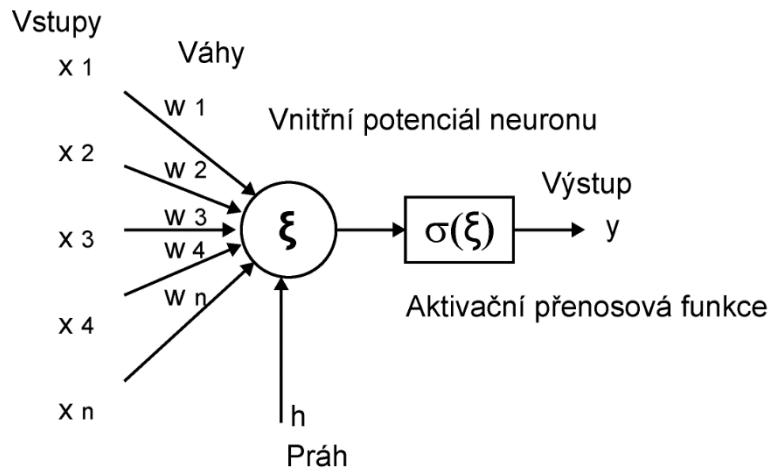 Vstupy
x 1
Váhy
w 1
Vnitřní potenciál neuronu
x 2
w 2
Výstup
w 3
ξ
σ(ξ)
y
x 3
w 4
w n
Aktivační přenosová funkce
x 4
x n
h
Práh